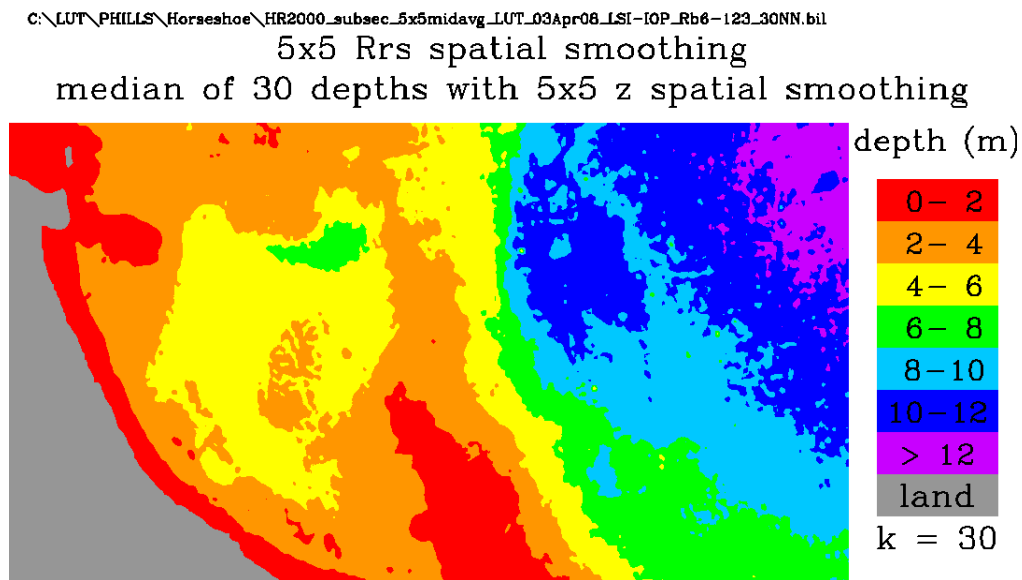 C:\LUT\PHILLS\Horseshoe\HR2000_subsec_5x5midavg_LUT_03Apr08_LSI-IOP_Rb6-123_30NN.bil
5x5 Rrs spatial smoothing
median of 30 depths with 5x5 z spatial smoothing
depth (m)
0- 2
2- 4
4- 6
6- 8
8-10
10-12
> 12
land
k = 30